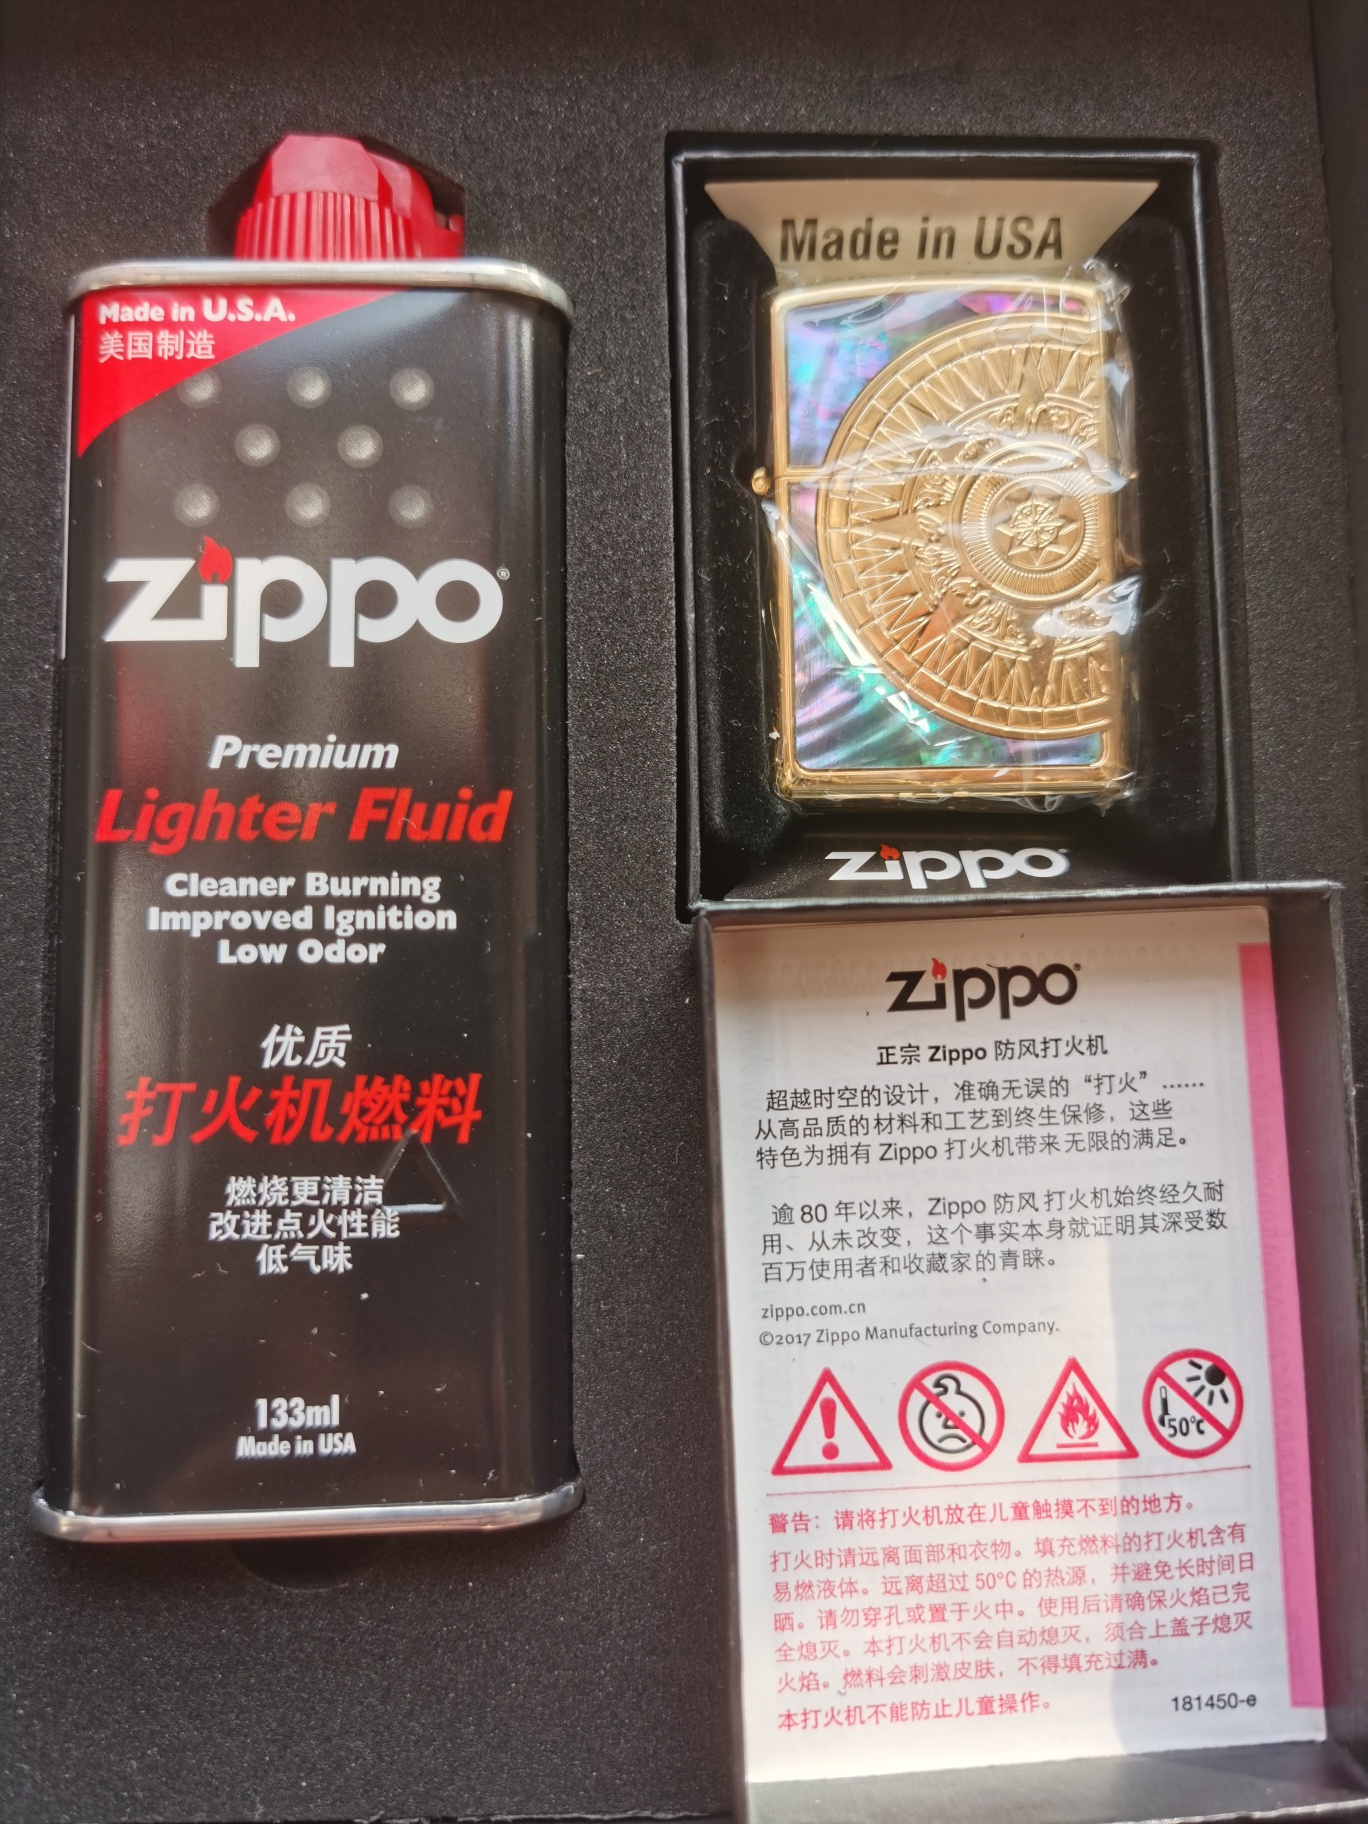 Made in U.S.A.
美国制造
zippo®
Premium
Lighter Fluid
Cleaner Burning
Improved Ignition
Low Odor
优质
打火机燃料
燃烧更清洁
改进点火性能
低气味
133ml
Made in USA
Made in USA
zippo®
zippo®
正宗 Zippo 防风打火机
超越时空的设计，准确无误的“打火”……
从高品质的材料和工艺到终生保修，这些
特色为拥有 Zippo 打火机带来无限的满足。
逾 80 年以来，Zippo 防风打火机始终经久耐
用、从未改变，这个事实本身就证明其深受数
百万使用者和收藏家的青睐。
zippo.com.cn
©2017 Zippo Manufacturing Company.
50°C
警告：请将打火机放在儿童触摸不到的地方。
打火时请远离面部和衣物。填充燃料的打火机含有
易燃液体。远离超过 50°C 的热源，并避免长时间日
晒。请勿穿孔或置于火中。使用后请确保火焰已完
全熄灭。本打火机不会自动熄灭，须合上盖子熄灭
火焰。燃料会刺激皮肤，不得填充过满。
本打火机不能防止儿童操作。
181450-e